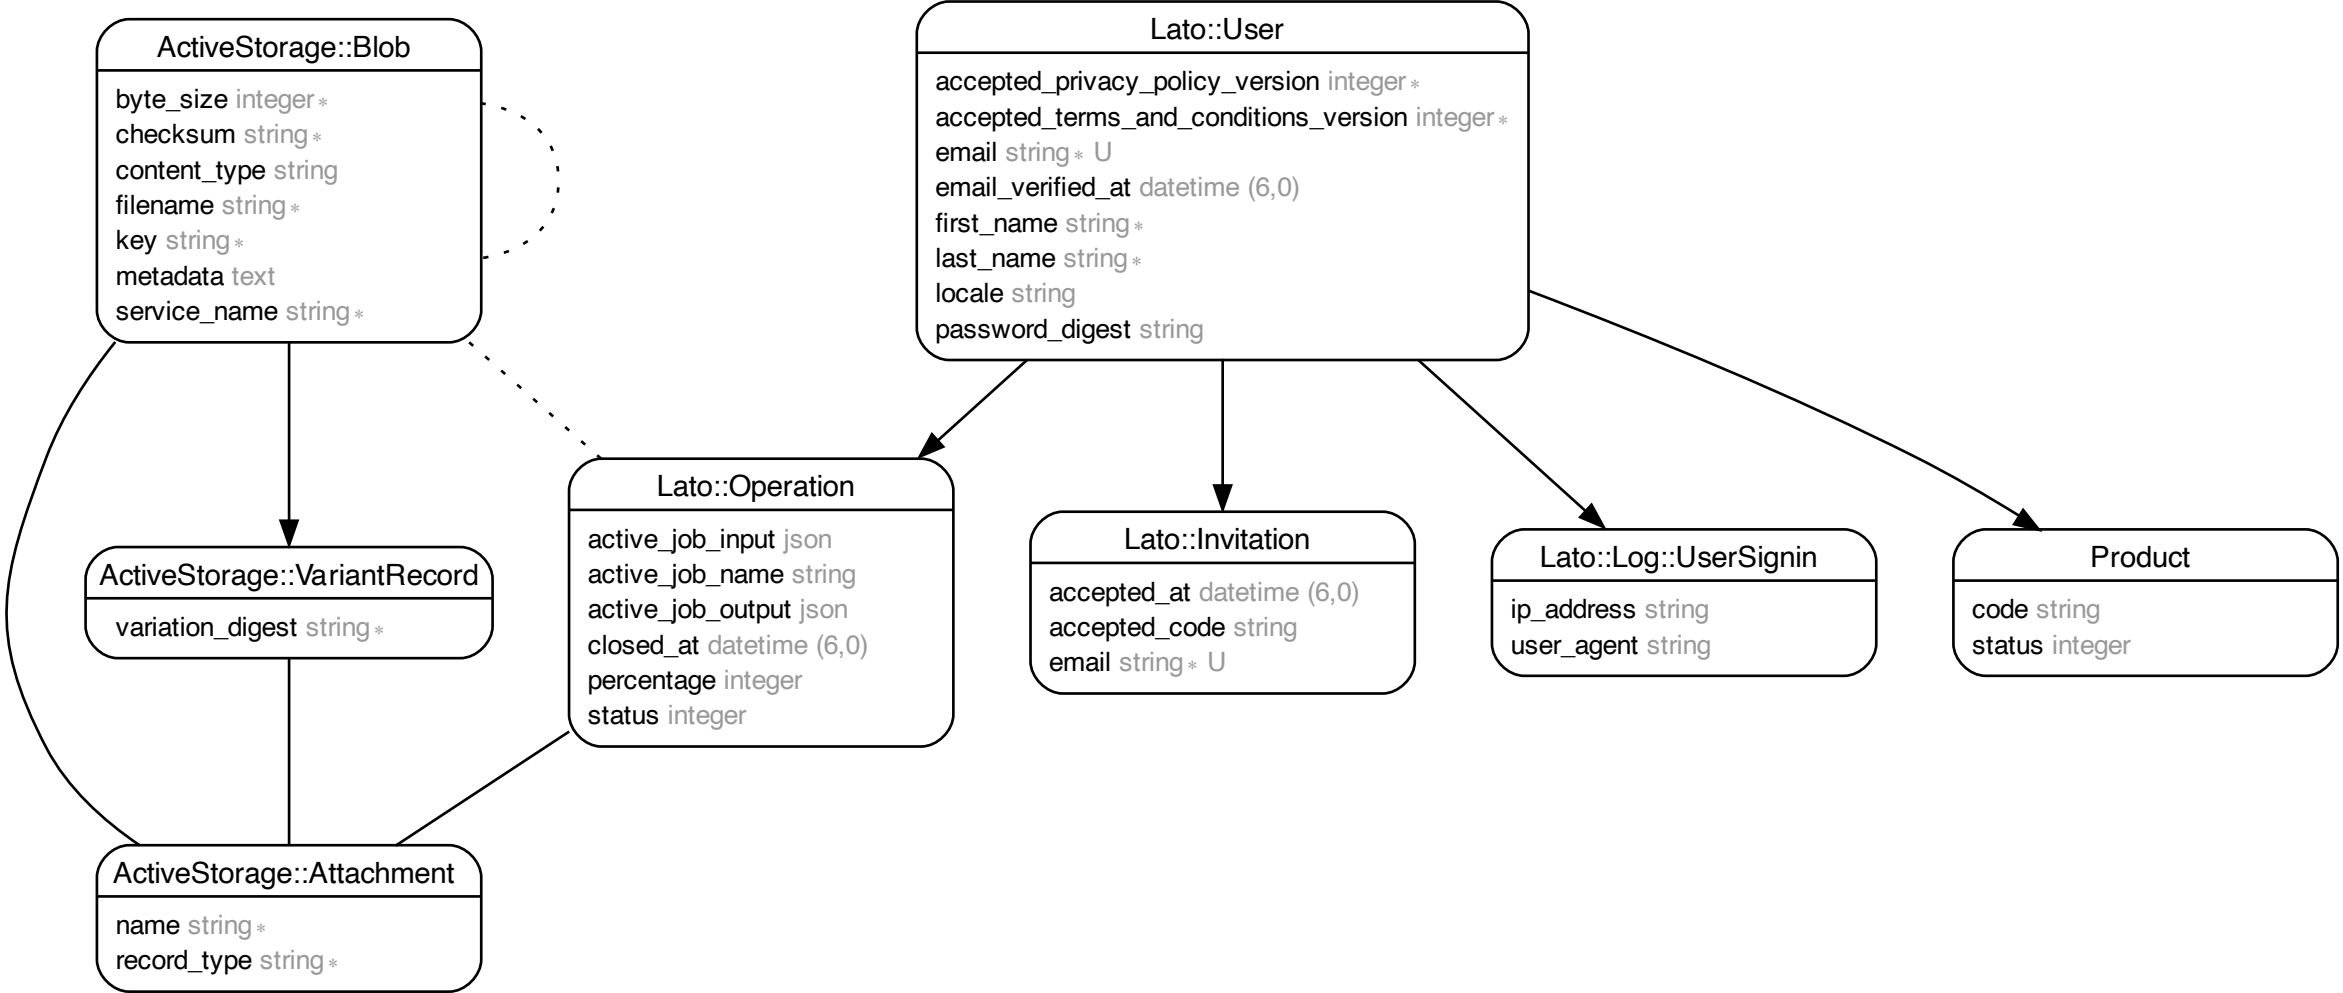 ActiveStorage::Blob
byte_size integer *
checksum string *
content_type string
filename string *
key string *
metadata text
service_name string *
Lato::User
accepted_privacy_policy_version integer *
accepted_terms_and_conditions_version integer *
email string * U
email_verified_at datetime (6,0)
first_name string *
last_name string *
locale string
password_digest string
ActiveStorage::VariantRecord
variation_digest string *
Lato::Operation
active_job_input json
active_job_name string
active_job_output json
closed_at datetime (6,0)
percentage integer
status integer
Lato::Invitation
accepted_at datetime (6,0)
accepted_code string
email string * U
Lato::Log::UserSignin
ip_address string
user_agent string
Product
code string
status integer
ActiveStorage::Attachment
name string *
record_type string *